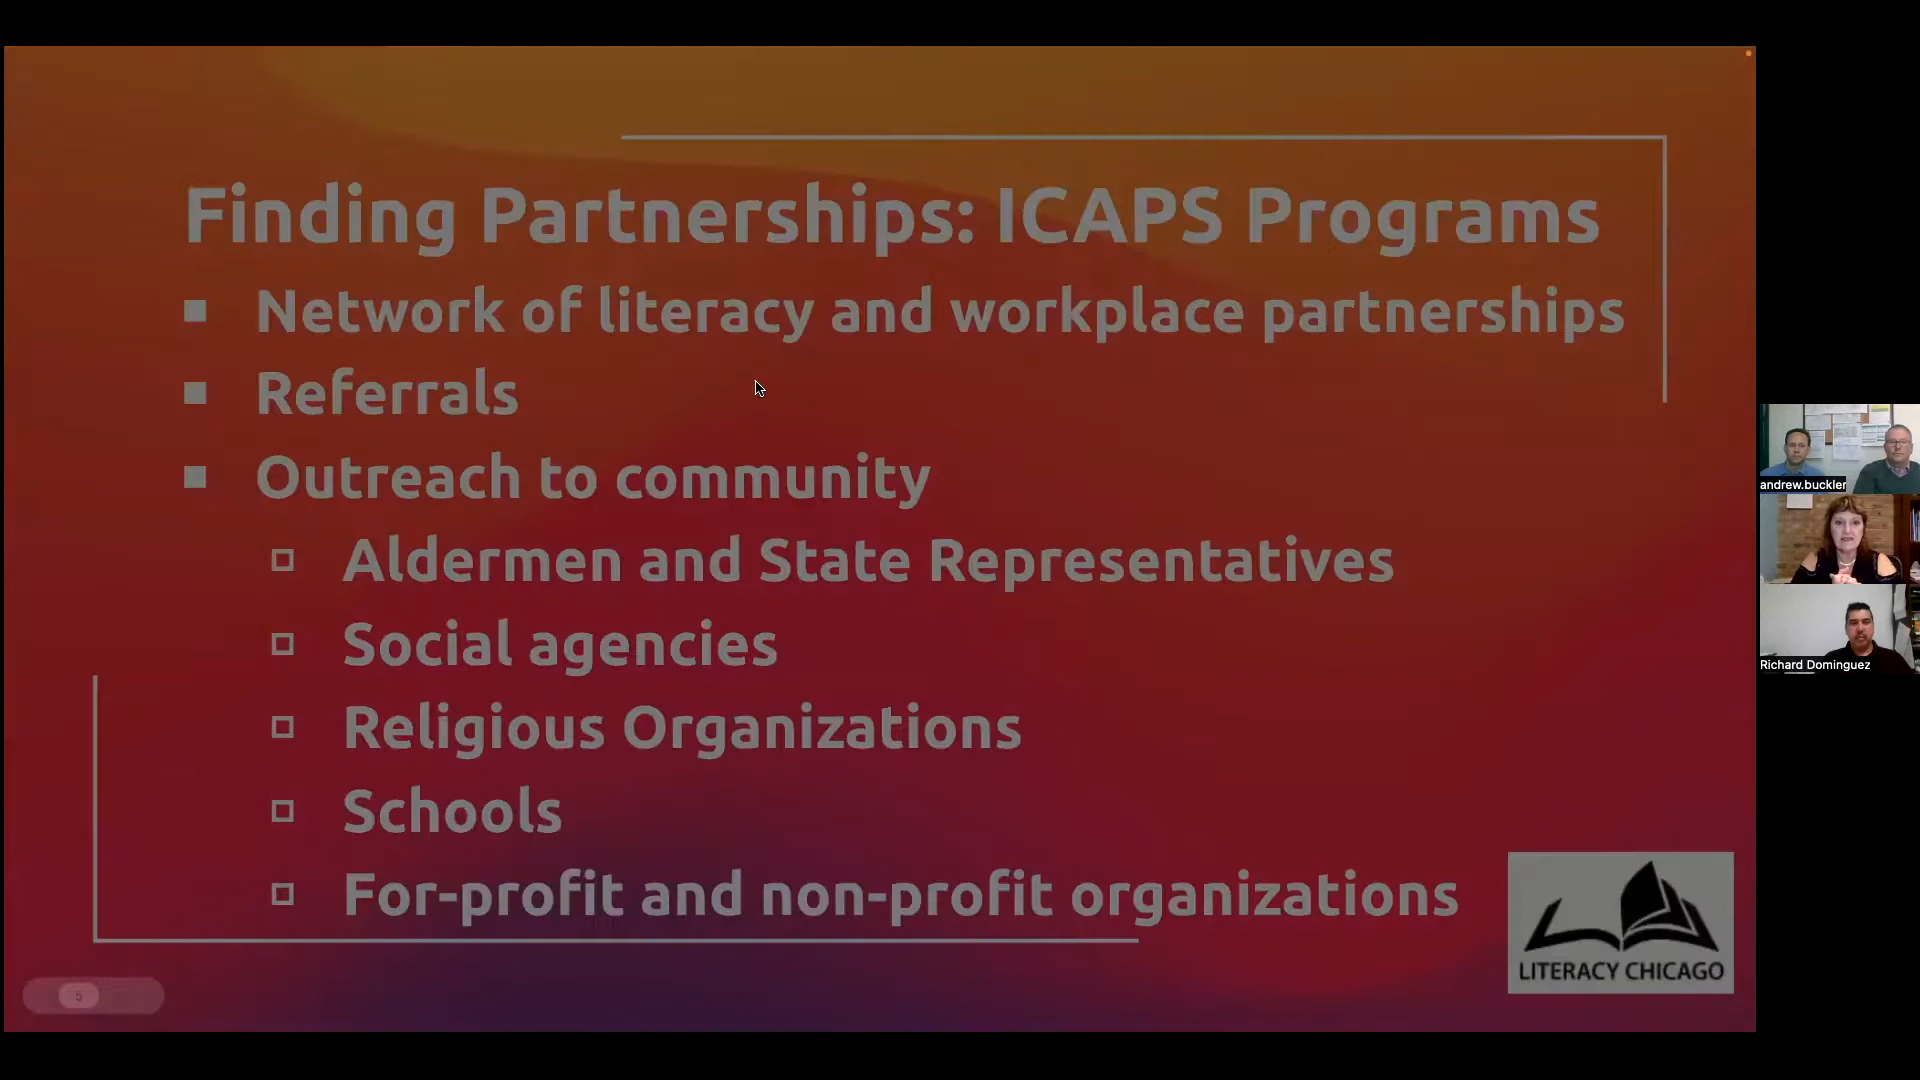 Finding Partnerships: ICAPS Programs
Network of literacy and workplace partnerships
Referrals
Outreach to community
Aldermen and State Representatives
Social agencies
Religious Organizations
Schools
For-profit and non-profit organizations
LITERACY CHICAGO
5
andrew.buckler
Richard Dominguez